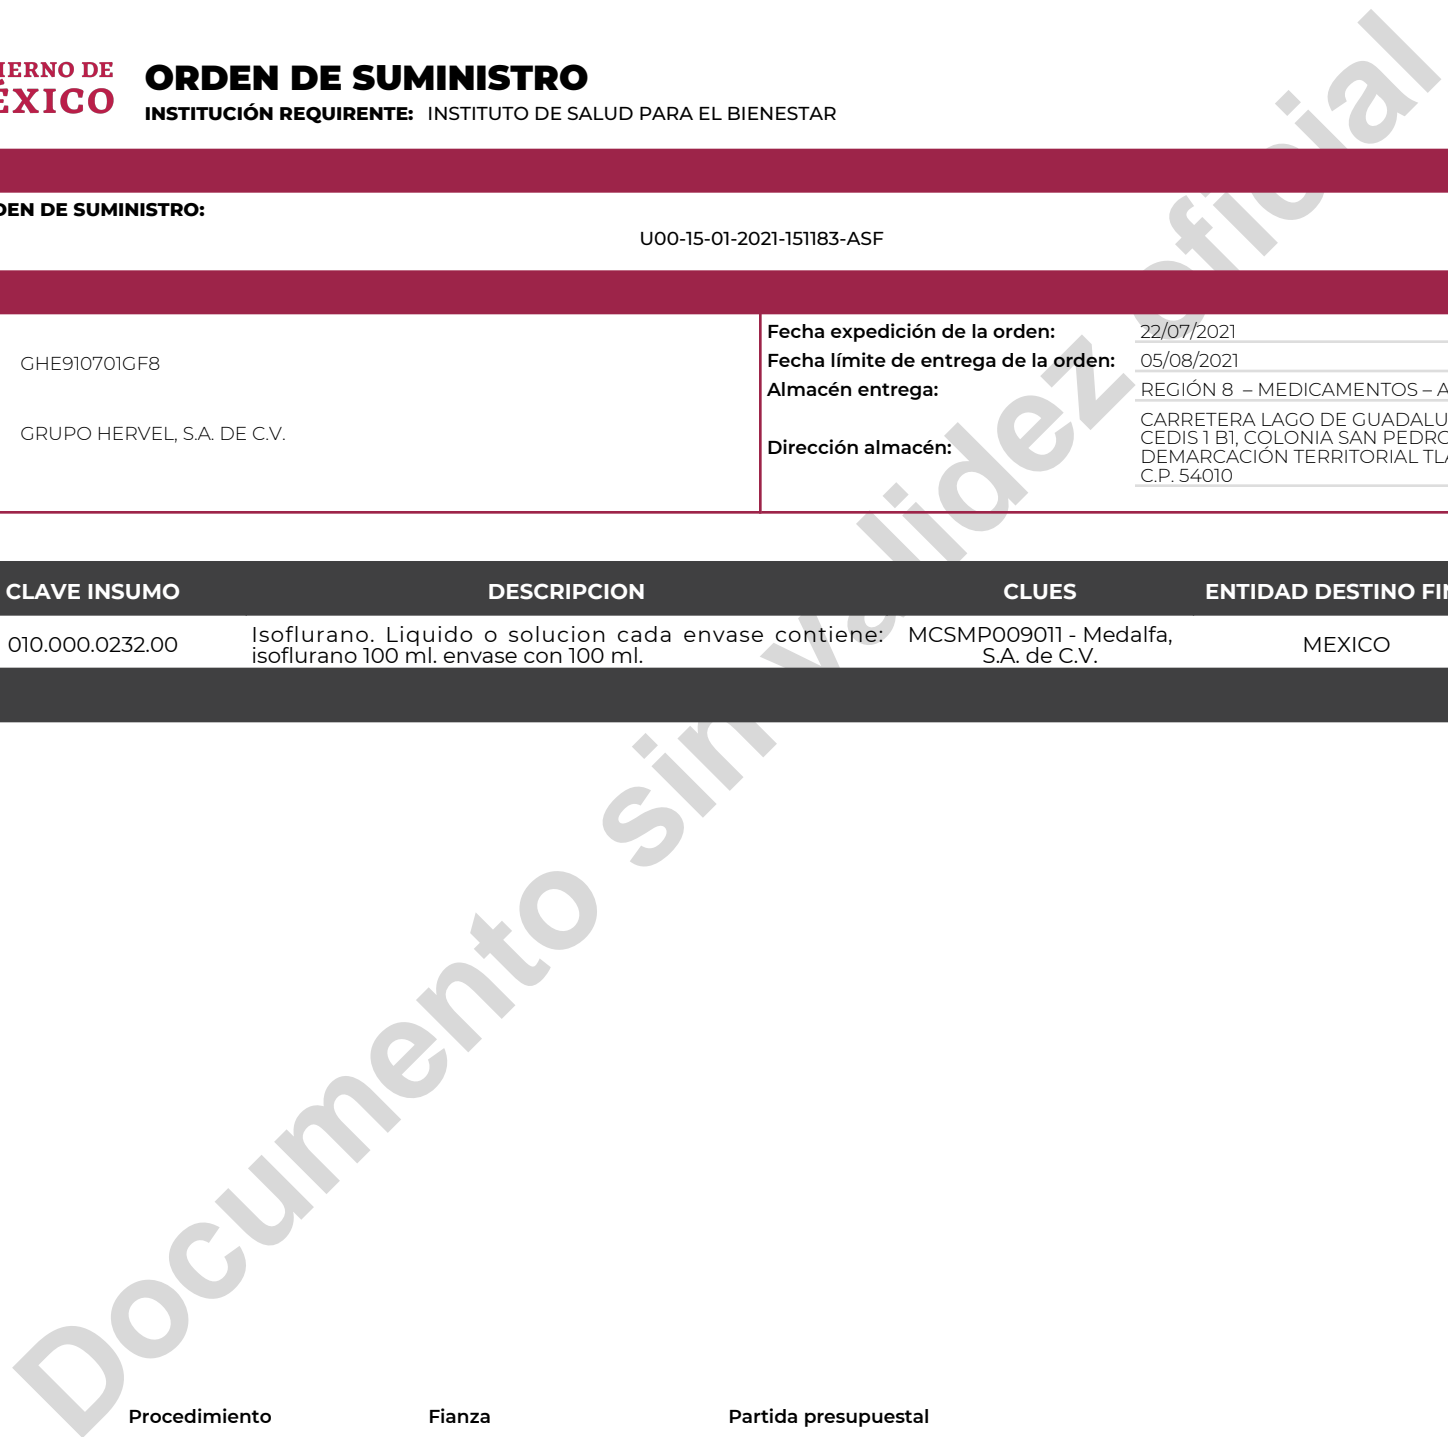 IERNO DE
ÉXICO
ORDEN DE SUMINISTRO
INSTITUCIÓN REQUIRENTE: INSTITUTO DE SALUD PARA EL BIENESTAR
DEN DE SUMINISTRO:
U00-15-01-2021-151183-ASF
GHE910701GF8
GRUPO HERVEL, S.A. DE C.V.
Fecha expedición de la orden: 22/07/2021
Fecha límite de entrega de la orden: 05/08/2021
Almacén entrega: REGIÓN 8 – MEDICAMENTOS – A
Dirección almacén: CARRETERA LAGO DE GUADALU
CEDIS 1 B1, COLONIA SAN PEDRO
DEMARCACIÓN TERRITORIAL TLA
C.P. 54010
CLAVE INSUMO DESCRIPCION CLUES ENTIDAD DESTINO FIN
010.000.0232.00 Isoflurano. Liquido o solucion cada envase contiene: MCSMP009011 - Medalfa, MEXICO
isoflurano 100 ml. envase con 100 ml. S.A. de C.V.
Documento sin validez oficial
Procedimiento Fianza Partida presupuestal